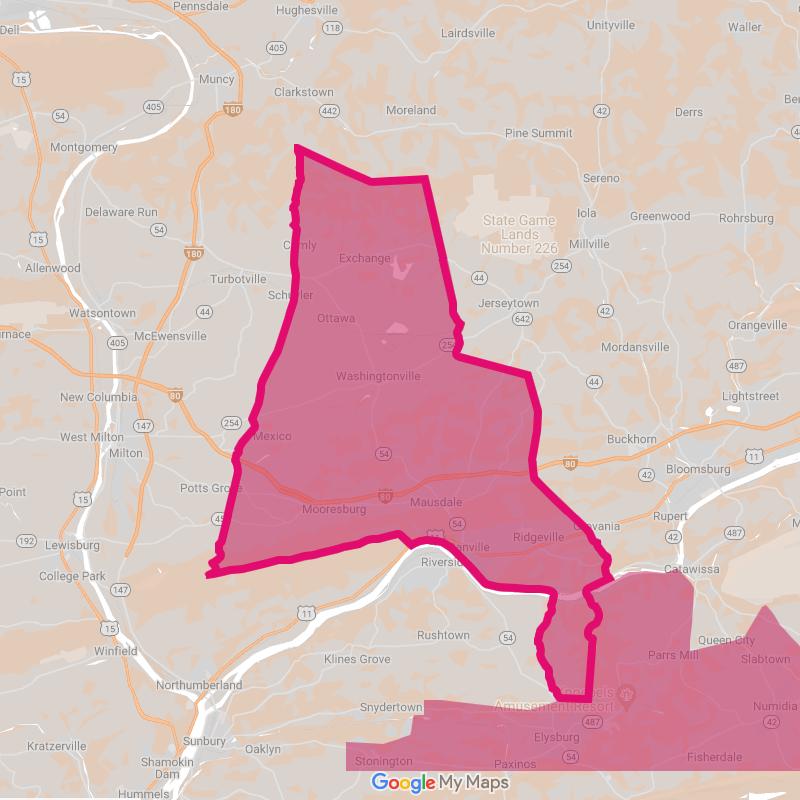 Pennsdale
Hughesville
Unityville
Waller
Dell
118
Lairdsville
405
15
Muncy
Clarkstown
180
442
Moreland
42
Derrs
54
405
Pine Summit
Montgomery
Sereno
Delaware Run
State Game
Lands
Number 226
Iola
Greenwood
Rohrsburg
54
15
Millville
180
Exchange
254
Allenwood
Turbotville
44
Jerseytown
Watsontown
44
Ottawa
642
42
Orangeville
405
McEwensville
254
Mordansville
487
Washingtonville
44
80
New Columbia
Lightstreet
147
254
West Milton
Mexico
Buckhorn
Milton
54
80
11
42
Bloomsburg
Point
15
80
Mooresburg
Mausdale
Rupert
54
487
192
Ridgeville
42
Lewisburg
College Park
Catawissa
147
11
15
Rushtown
54
Queen City
Winfield
Klines Grove
Parrs Mill
Slabtown
Northumberland
Snydertown
Amusement Resort
Numidia
487
42
Kratzerville
Sunbury
Oaklyn
Elysburg
54
Shamokin
Dam
Stonington
Paxinos
Fisherdale
Hummels
Google My Maps